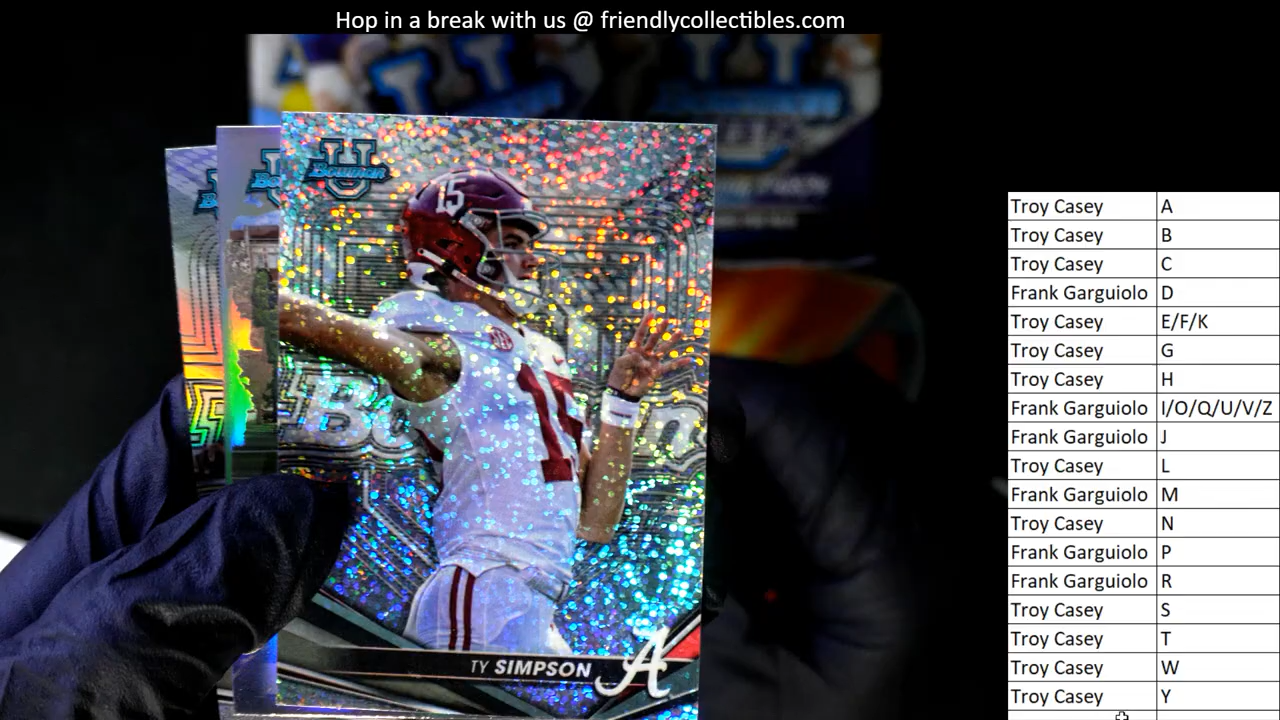 Hop in a break with us @ friendlycollectibles.com
U
Bowman
15
15
Bowman
TY SIMPSON
A
Troy Casey A
Troy Casey B
Troy Casey C
Frank Garguiolo D
Troy Casey E/F/K
Troy Casey G
Troy Casey H
Frank Garguiolo I/O/Q/U/V/Z
Frank Garguiolo J
Troy Casey L
Frank Garguiolo M
Troy Casey N
Frank Garguiolo P
Frank Garguiolo R
Troy Casey S
Troy Casey T
Troy Casey W
Troy Casey Y